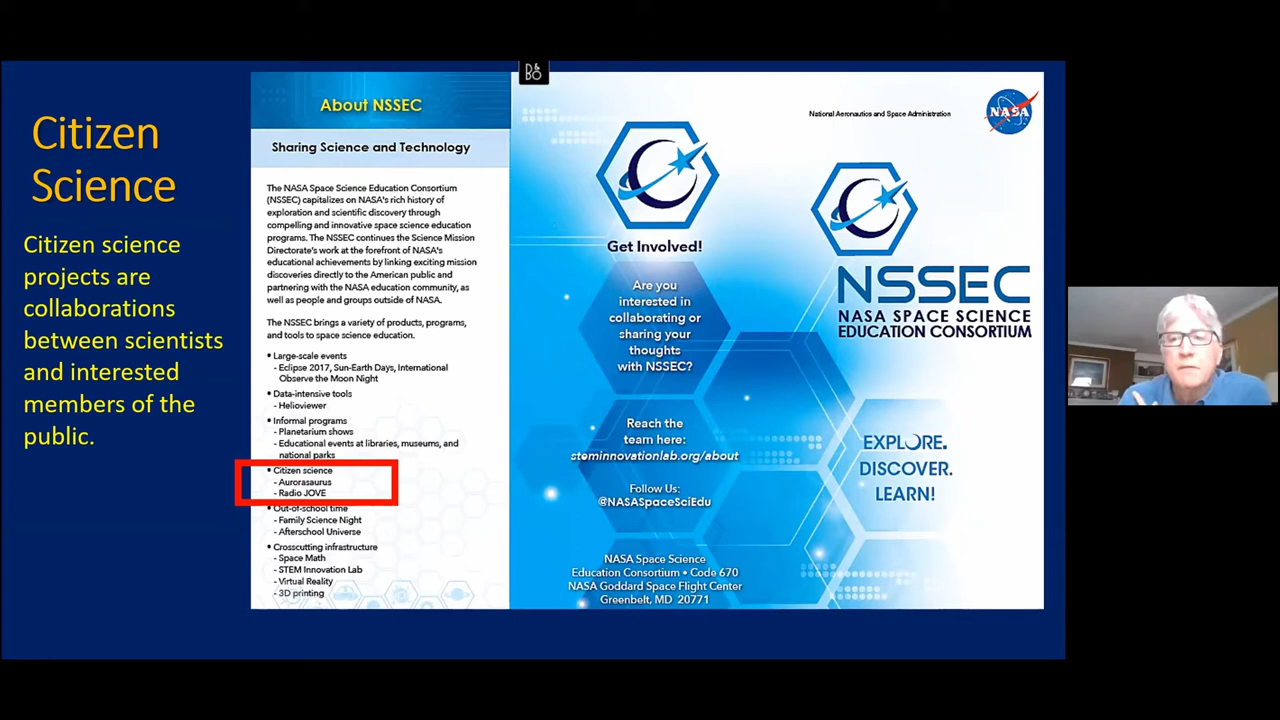 Citizen
Science
Citizen science
projects are
collaborations
between scientists
and interested
members of the
public.
About NSSEC
Sharing Science and Technology
The NASA Space Science Education Consortium
(NSSEC) capitalizes on NASA's rich history of
exploration and scientific discovery through
compelling and innovative space science education
programs. The NSSEC continues the Science Mission
Directorate's work at the forefront of NASA's
educational achievements by linking exciting mission
discoveries directly to the American public and
partnering with the NASA education community, as
well as people and groups outside of NASA.
The NSSEC brings a variety of products, programs,
and tools to space science education.
• Large-scale events
- Eclipse 2017, Sun-Earth Days, International
Observe the Moon Night
• Data-intensive tools
- Helioviewer
• Informal programs
- Planetarium shows
- Educational events at libraries, museums, and
national parks
• Citizen science
- Aurorasaurus
- Radio JOVE
• Out-of-school time
- Family Science Night
- Afterschool Universe
• Crosscutting infrastructure
- Space Math
- STEM Innovation Lab
- Virtual Reality
- 3D printing
Get Involved!
Are you
interested in
collaborating or
sharing your
thoughts
with NSSEC?
Reach the
team here:
steminnovationlab.org/about
Follow Us:
@NASASpaceSciEdu
NASA Space Science
Education Consortium • Code 670
NASA Goddard Space Flight Center
Greenbelt, MD 20771
National Aeronautics and Space Administration
NASA
NSSEC
NASA SPACE SCIENCE
EDUCATION CONSORTIUM
EXPLORE.
DISCOVER.
LEARN!